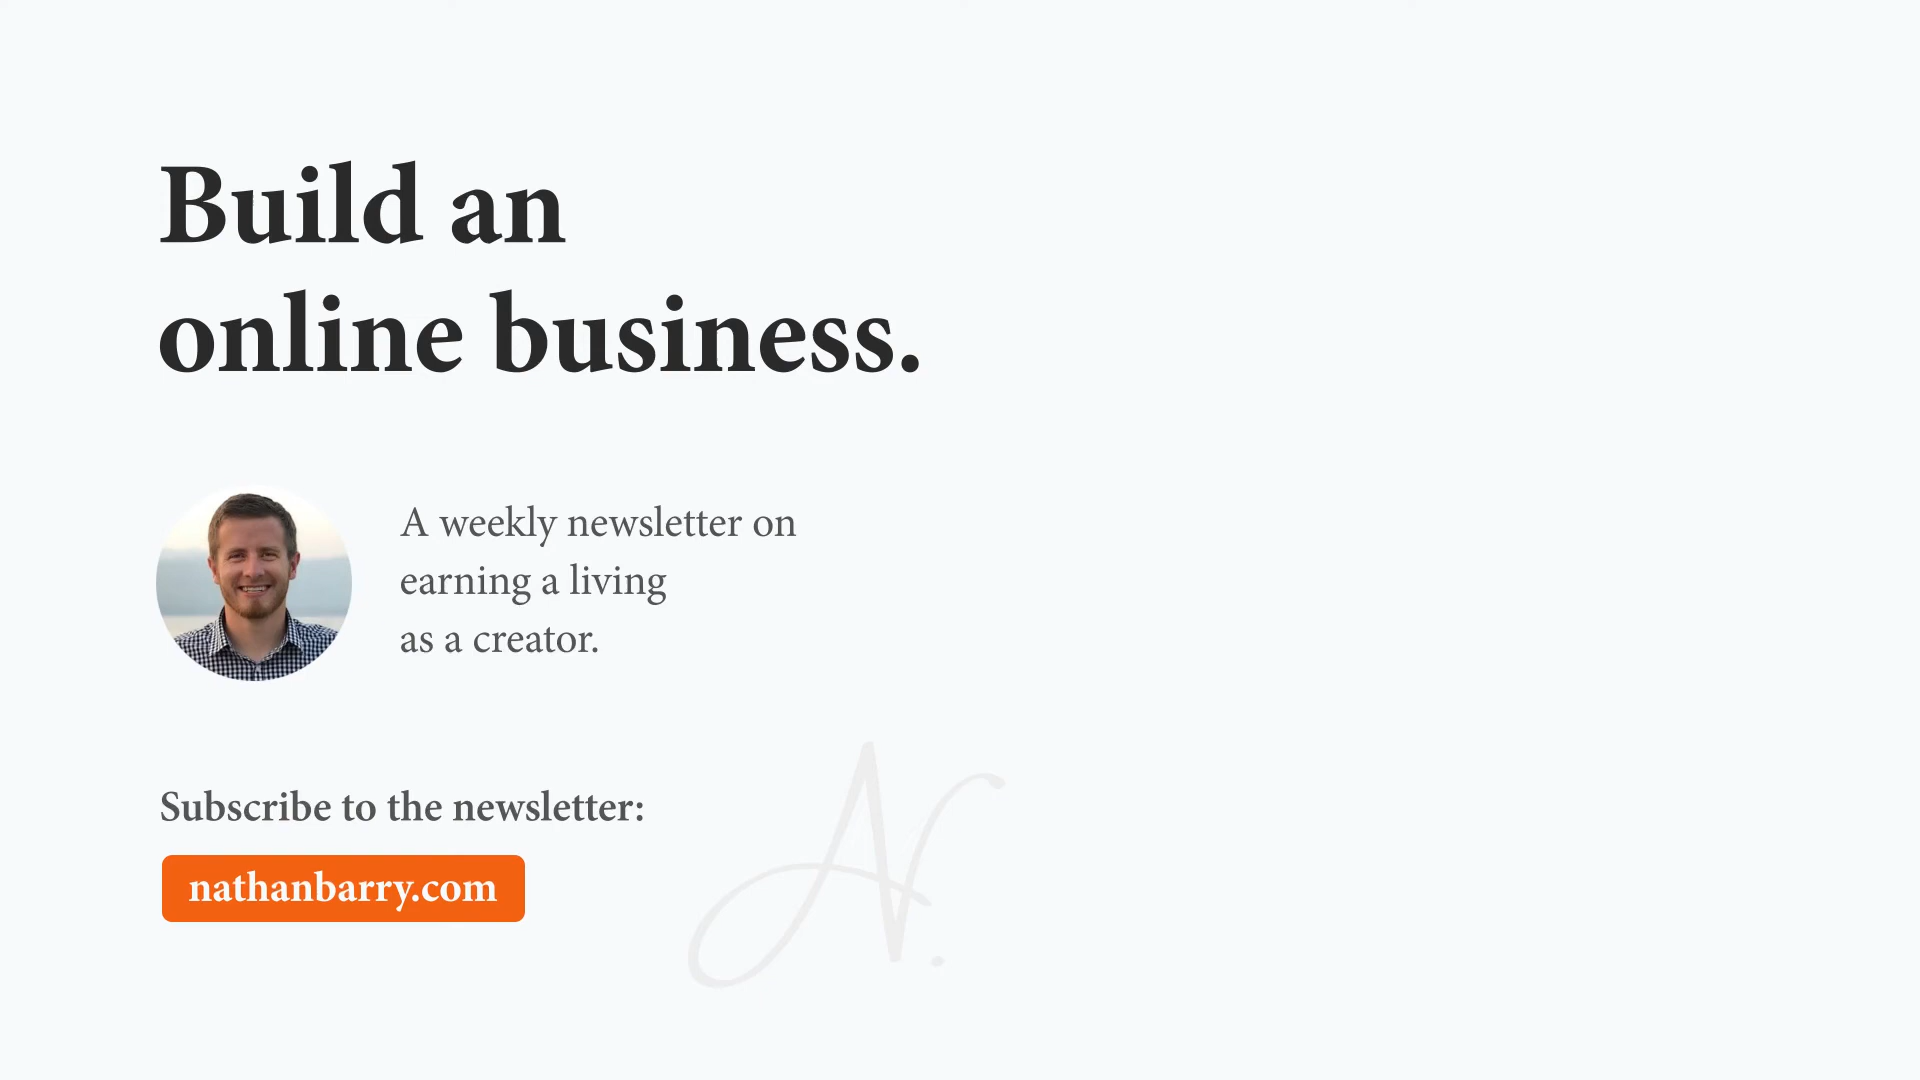 Build an
online business.
A weekly newsletter on
earning a living
as a creator.
Subscribe to the newsletter:
nathanbarry.com
N.